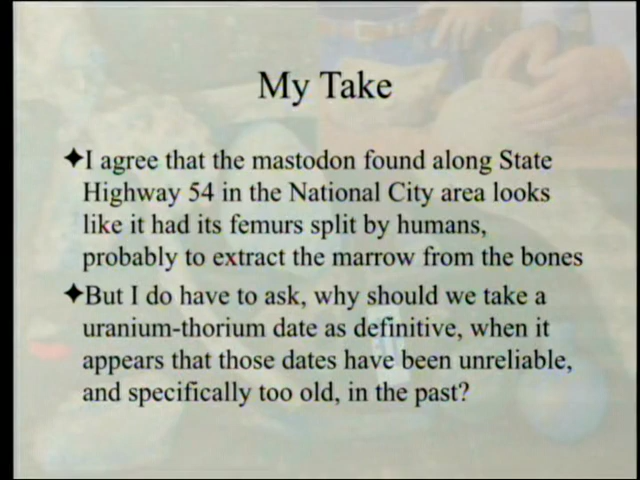 My Take
✦I agree that the mastodon found along State
Highway 54 in the National City area looks
like it had its femurs split by humans,
probably to extract the marrow from the bones
✦But I do have to ask, why should we take a
uranium-thorium date as definitive, when it
appears that those dates have been unreliable,
and specifically too old, in the past?